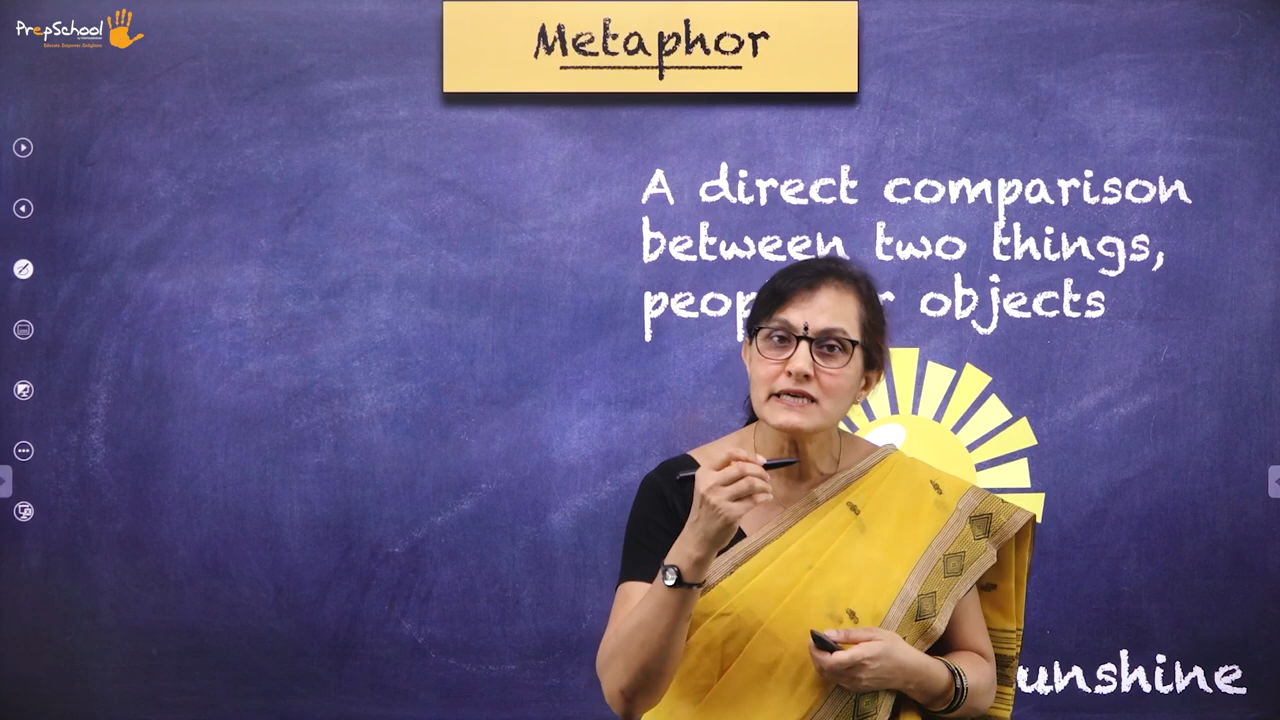 PrepSchool
Metaphor
A direct comparison
between two things,
objects
unshine